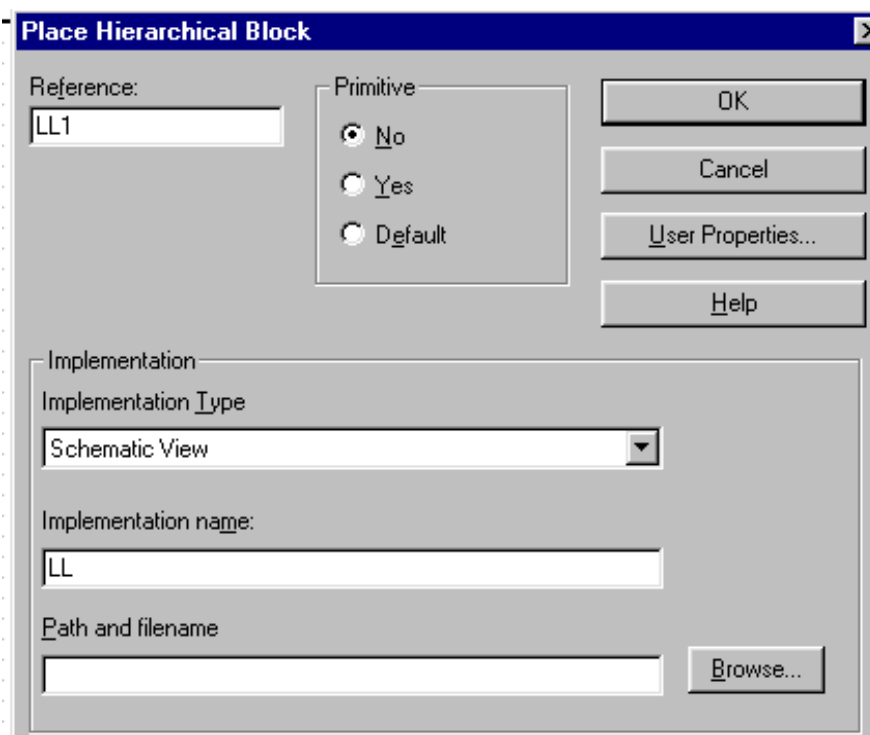 Place Hierarchical Block
Reference:
LL1
Primitive
No
Yes
Default
OK
Cancel
User Properties...
Help
Implementation
Implementation Type
Schematic View
Implementation name:
LL
Path and filename
Browse...